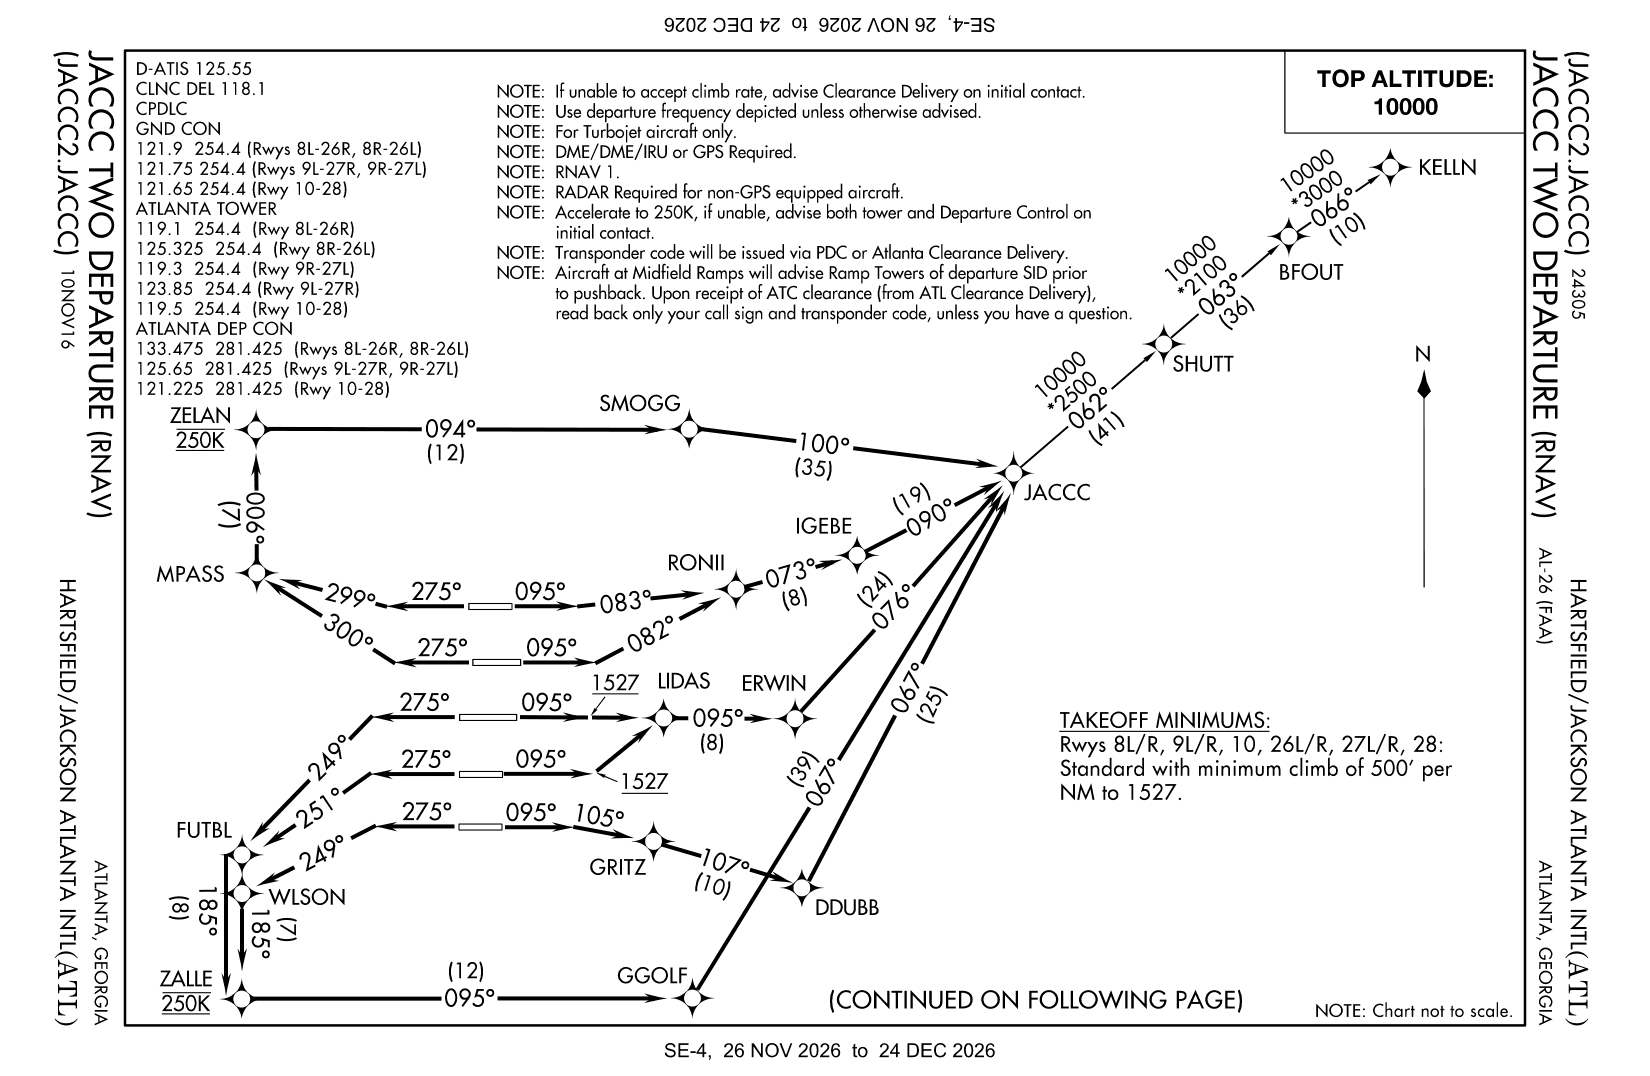 SE-4, 26 NOV 2026 to 24 DEC 2026
(JACCC2.JACCC) 10NOV16
JACCC TWO DEPARTURE (RNAV)
HARTSFIELD/JACKSON ATLANTA INTL(ATL)
ATLANTA, GEORGIA
D-ATIS 125.55
CLNC DEL 118.1
CPDLC
GND CON
121.9 254.4 (Rwys 8L-26R, 8R-26L)
121.75 254.4 (Rwys 9L-27R, 9R-27L)
121.65 254.4 (Rwy 10-28)
ATLANTA TOWER
119.1 254.4 (Rwy 8L-26R)
125.325 254.4 (Rwy 8R-26L)
119.3 254.4 (Rwy 9R-27L)
123.85 254.4 (Rwy 9L-27R)
119.5 254.4 (Rwy 10-28)
ATLANTA DEP CON
133.475 281.425 (Rwys 8L-26R, 8R-26L)
125.65 281.425 (Rwys 9L-27R, 9R-27L)
121.225 281.425 (Rwy 10-28)
NOTE: If unable to accept climb rate, advise Clearance Delivery on initial contact.
NOTE: Use departure frequency depicted unless otherwise advised.
NOTE: For Turbojet aircraft only.
NOTE: DME/DME/IRU or GPS Required.
NOTE: RNAV 1.
NOTE: RADAR Required for non-GPS equipped aircraft.
NOTE: Accelerate to 250K, if unable, advise both tower and Departure Control on
initial contact.
NOTE: Transponder code will be issued via PDC or Atlanta Clearance Delivery.
NOTE: Aircraft at Midfield Ramps will advise Ramp Towers of departure SID prior
to pushback. Upon receipt of ATC clearance (from ATL Clearance Delivery),
read back only your call sign and transponder code, unless you have a question.
TOP ALTITUDE:
10000
KELLN
10000
*3000
066°
(10)
BFOUT
10000
*2100
063°
(36)
SHUTT
10000
*2500
062°
(41)
N
ZELAN
250K
094°
(12)
SMOGG
100°
(35)
JACCC
006°
(7)
MPASS
299°
275°
095°
083°
RONII
073°
(8)
IGEBE
(19)
090°
300°
275°
095°
082°
(24)
076°
275°
095°
1527
LIDAS
095°
(8)
ERWIN
249°
275°
095°
1527
251°
067°
(25)
(39)
067°
FUTBL
249°
275°
095°
105°
GRITZ
107°
(10)
DDUBB
WLSON
185°
(8)
185°
(7)
ZALLE
250K
(12)
095°
GGOLF
TAKEOFF MINIMUMS:
Rwys 8L/R, 9L/R, 10, 26L/R, 27L/R, 28:
Standard with minimum climb of 500' per
NM to 1527.
(CONTINUED ON FOLLOWING PAGE)
NOTE: Chart not to scale.
(JACCC2.JACCC) 24305
JACCC TWO DEPARTURE (RNAV)
AL-26 (FAA)
HARTSFIELD/JACKSON ATLANTA INTL(ATL)
ATLANTA, GEORGIA
SE-4, 26 NOV 2026 to 24 DEC 2026